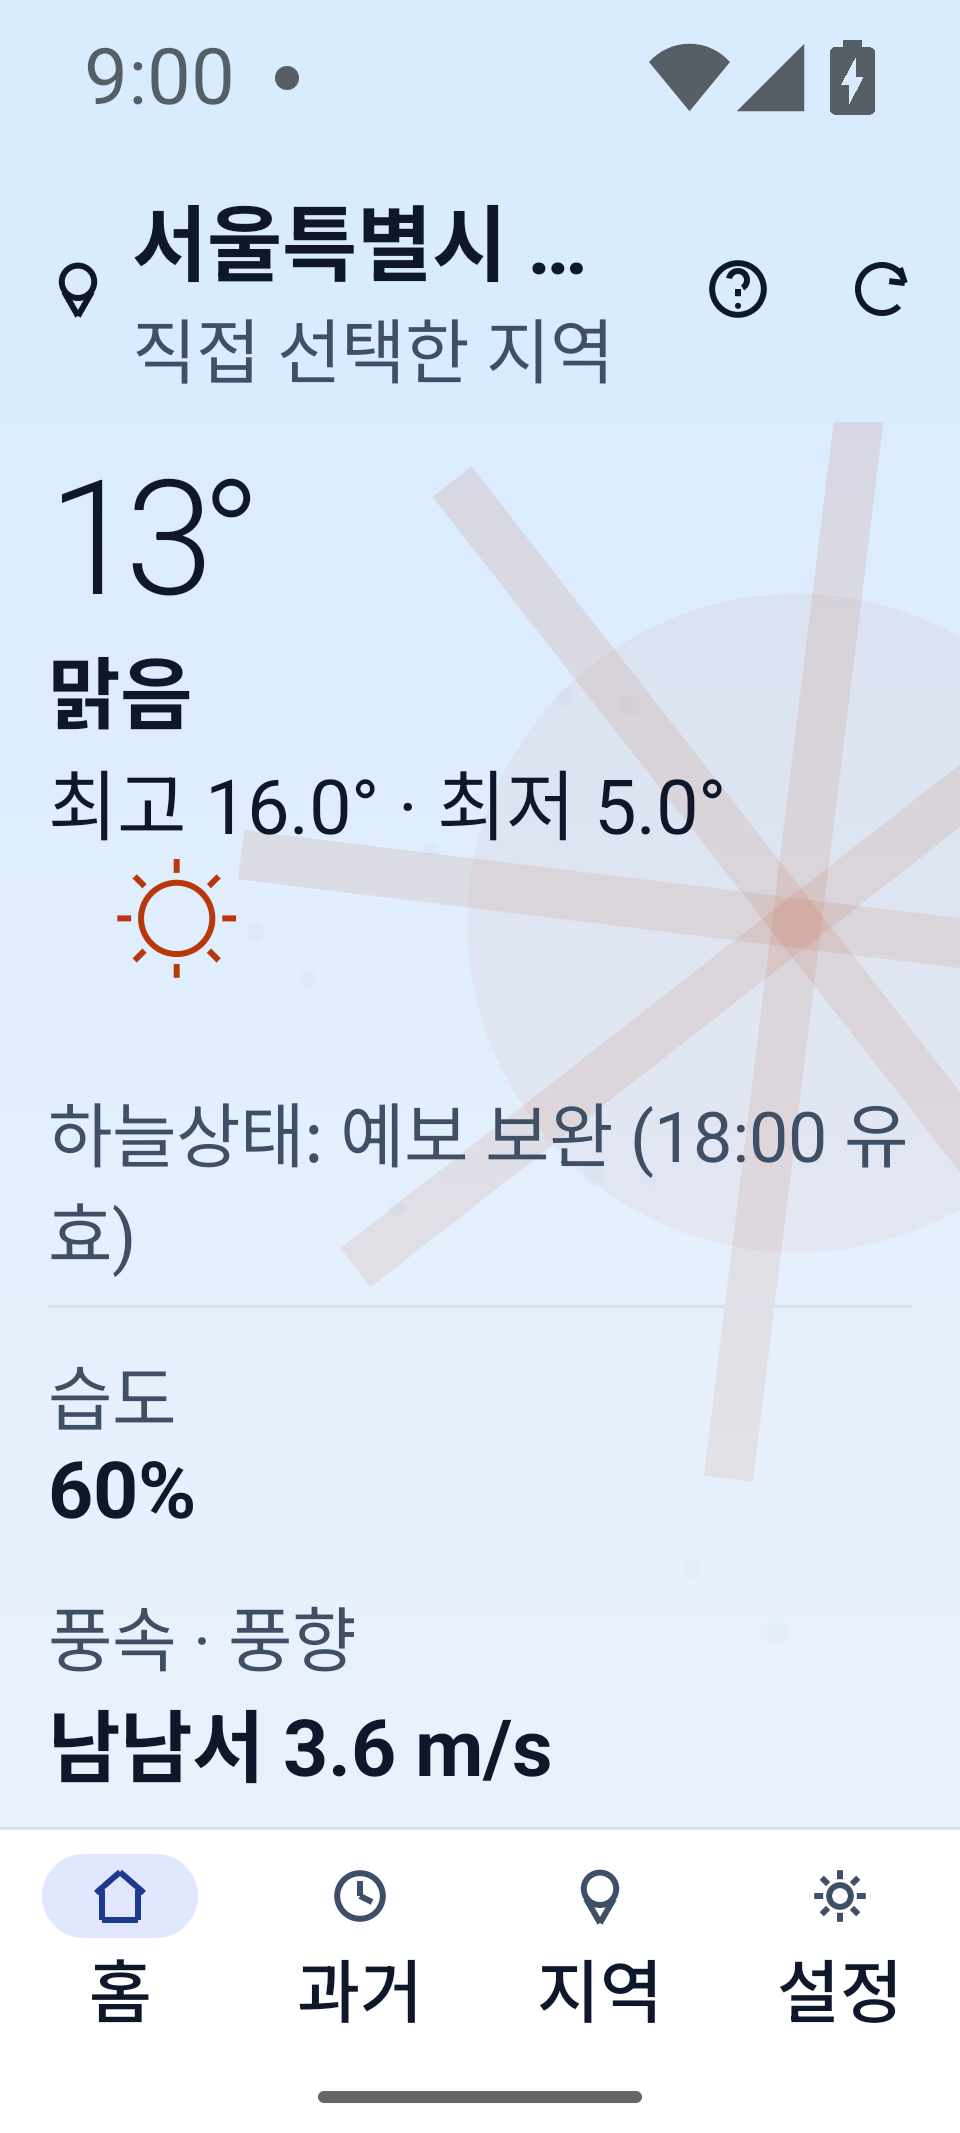 9:00
서울특별시 ...
직접 선택한 지역
13°
맑음
최고 16.0° · 최저 5.0°
하늘상태: 예보 보완 (18:00 유
효)
습도
60%
풍속 · 풍향
남남서 3.6 m/s
홈
과거
지역
설정